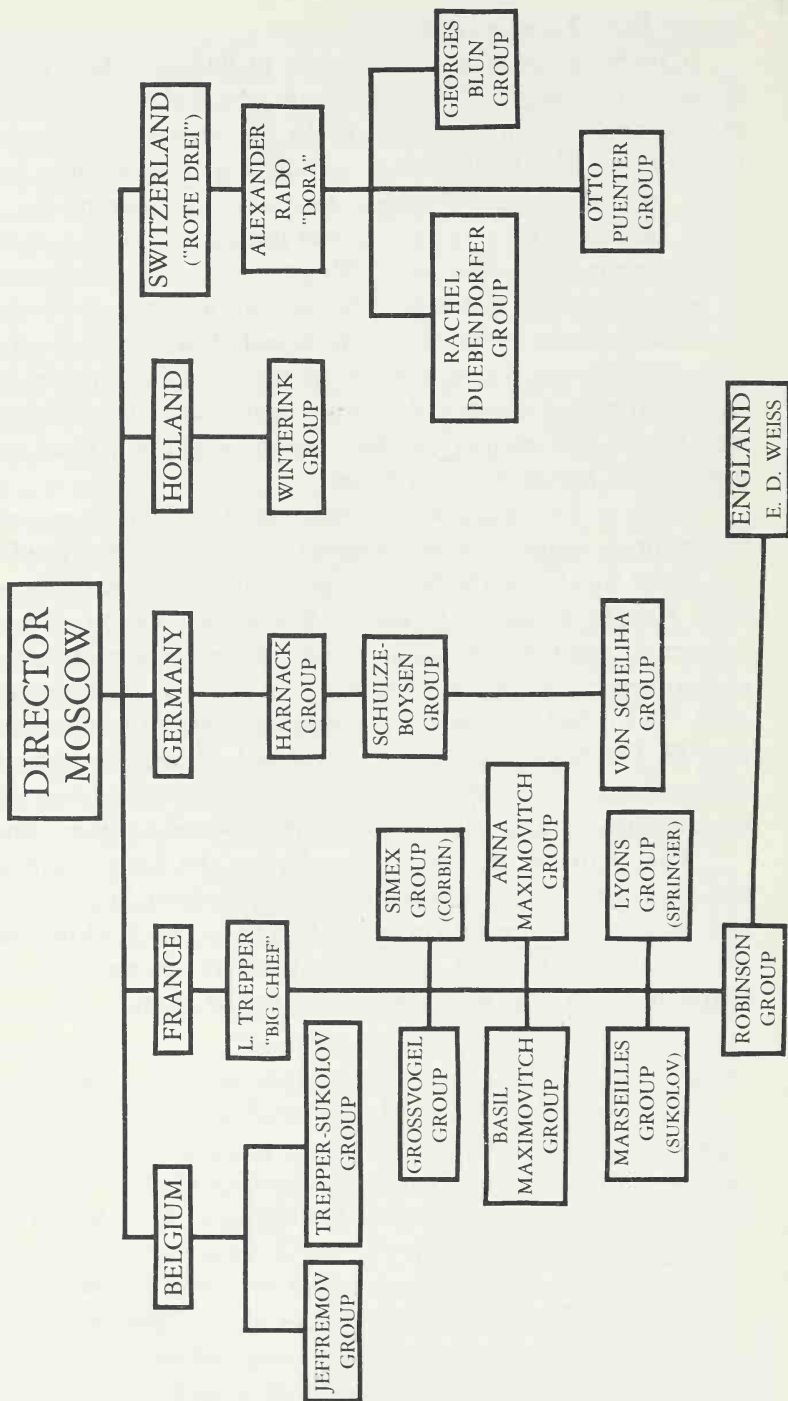 DIRECTOR
MOSCOW
BELGIUM
FRANCE
GERMANY
HOLLAND
SWITZERLAND
("ROTE DREI")
JEFFREMOV
GROUP
TREPPER-SUKOLOV
GROUP
L. TREPPER
"BIG CHIEF"
GROSSVOGEL
GROUP
SIMEX
GROUP
(CORBIN)
BASIL
MAXIMOVITCH
GROUP
ANNA
MAXIMOVITCH
GROUP
MARSEILLES
GROUP
(SUKOLOV)
LYONS
GROUP
(SPRINGER)
ROBINSON
GROUP
HARNACK
GROUP
SCHULZE-
BOYSEN
GROUP
VON SCHELIHA
GROUP
WINTERINK
GROUP
ALEXANDER
RADO
"DORA"
RACHEL
DUEBENDORFER
GROUP
GEORGES
BLUN
GROUP
OTTO
PUENTER
GROUP
ENGLAND
E. D. WEISS